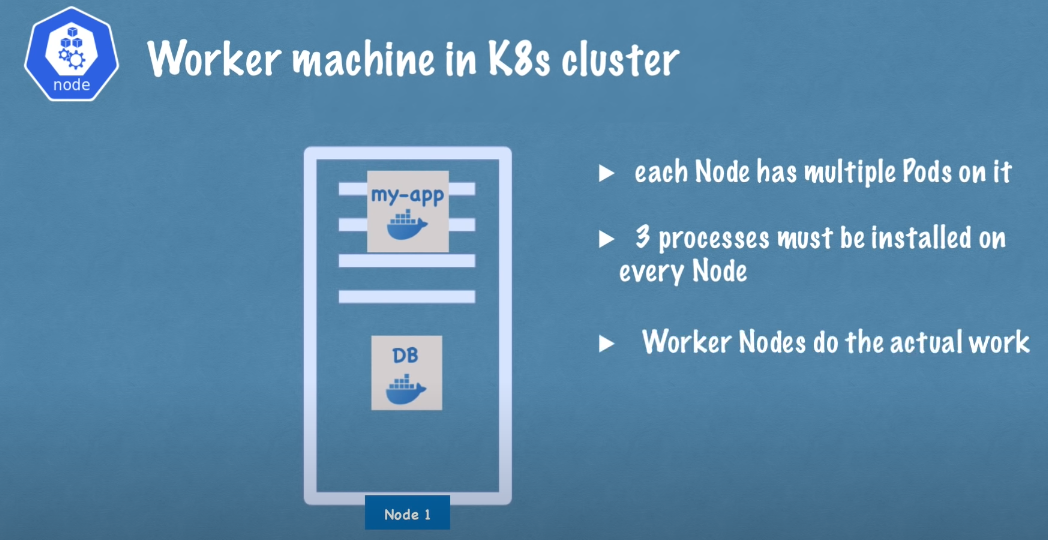 node
Worker machine in K8s cluster
my-app
DB
Node 1
each Node has multiple Pods on it
3 processes must be installed on
every Node
Worker Nodes do the actual work